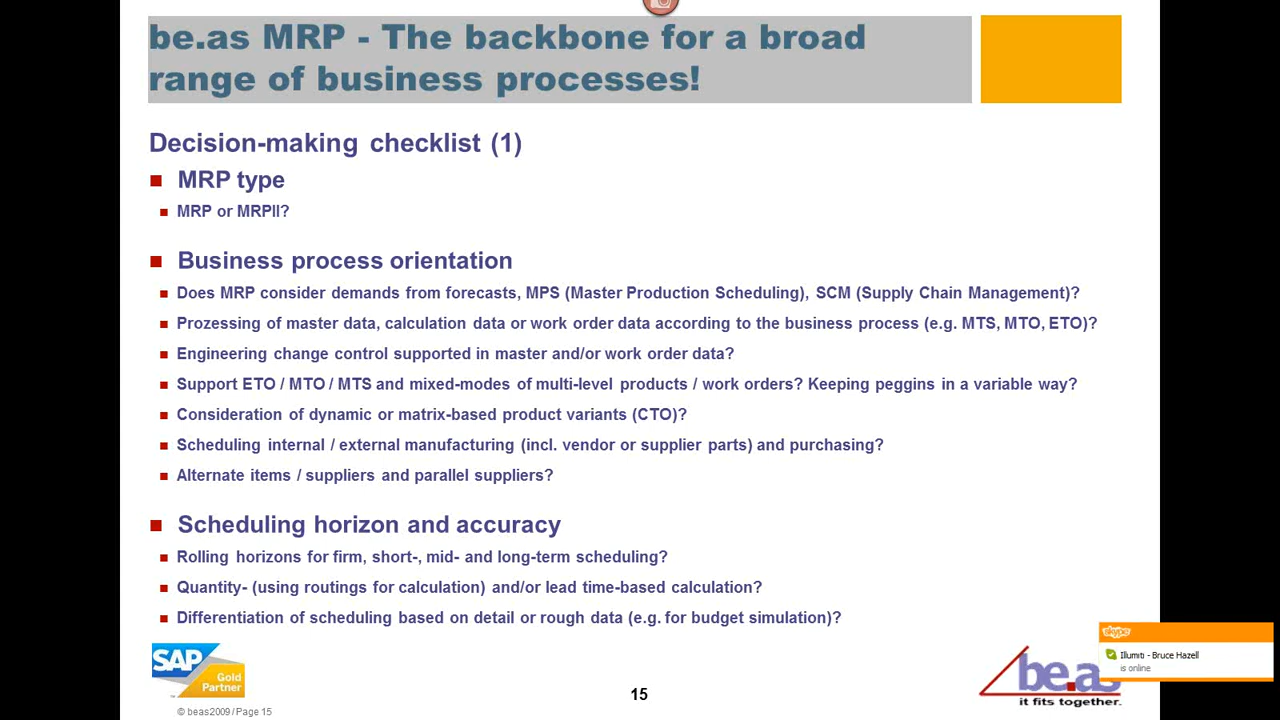 be.as MRP - The backbone for a broad
range of business processes!
Decision-making checklist (1)
MRP type
MRP or MRPII?
Business process orientation
Does MRP consider demands from forecasts, MPS (Master Production Scheduling), SCM (Supply Chain Management)?
Prozessing of master data, calculation data or work order data according to the business process (e.g. MTS, MTO, ETO)?
Engineering change control supported in master and/or work order data?
Support ETO / MTO / MTS and mixed-modes of multi-level products / work orders? Keeping peggins in a variable way?
Consideration of dynamic or matrix-based product variants (CTO)?
Scheduling internal / external manufacturing (incl. vendor or supplier parts) and purchasing?
Alternate items / suppliers and parallel suppliers?
Scheduling horizon and accuracy
Rolling horizons for firm, short-, mid- and long-term scheduling?
Quantity- (using routings for calculation) and/or lead time-based calculation?
Differentiation of scheduling based on detail or rough data (e.g. for budget simulation)?
skype
Illumiti - Bruce Hazell
is online
SAP
Gold
Partner
be.as
it fits together.
15
© beas2009 / Page 15